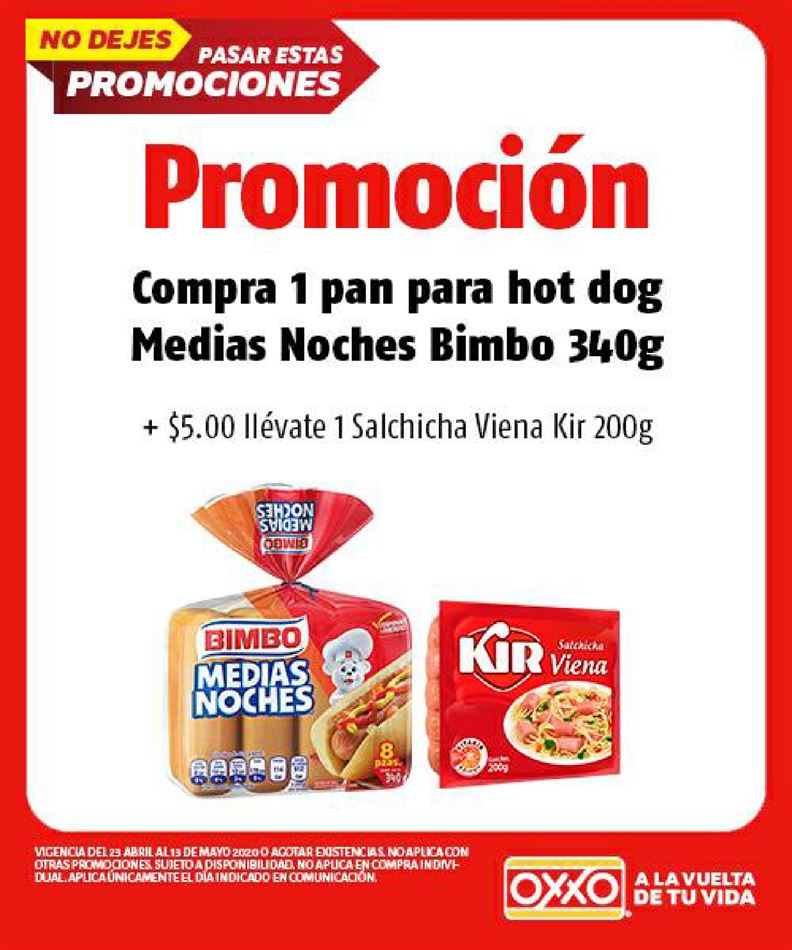 NO DEJES
PASAR ESTAS
PROMOCIONES
Promoción
Compra 1 pan para hot dog
Medias Noches Bimbo 340g
+ $5.00 llévate 1 Salchicha Viena Kir 200g
MEDIAS
NOCHES
BIMBO
BIMBO
MEDIAS
NOCHES
8
pzas.
340g
KIR
Salchicha
Viena
200g
VIGENCIA DEL 23 ABRIL AL 13 DE MAYO 2020 O AGOTAR EXISTENCIAS. NO APLICA CON
OTRAS PROMOCIONES. SUJETO A DISPONIBILIDAD. NO APLICA EN COMPRA INDIVI-
DUAL. APLICA ÚNICAMENTE EL DÍA INDICADO EN COMUNICACIÓN.
OXXO
A LA VUELTA
DE TU VIDA